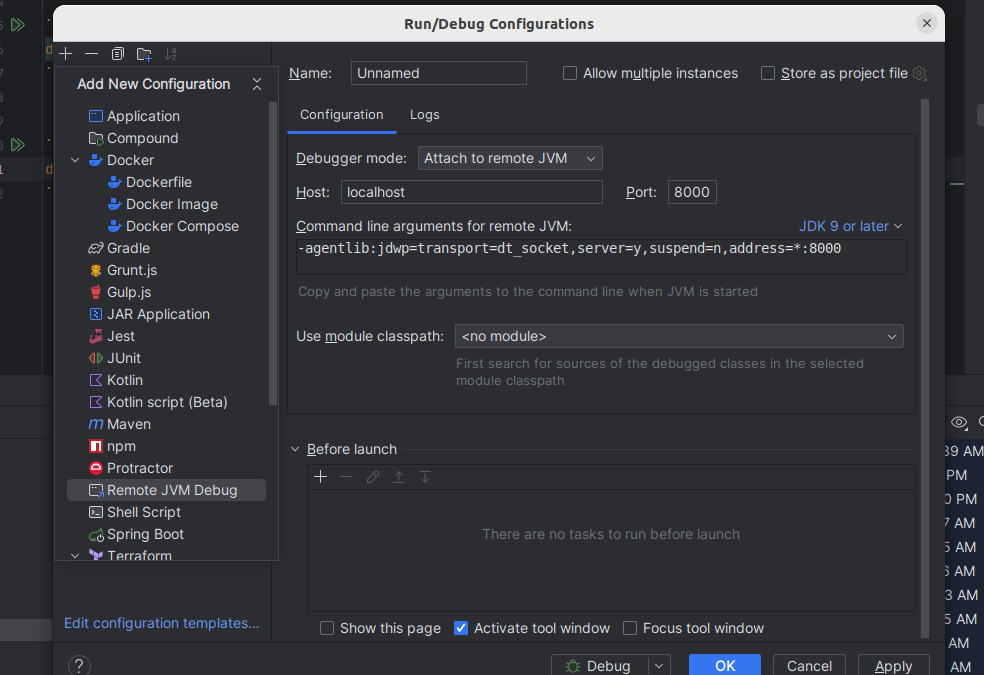 Run/Debug Configurations
Add New Configuration
Application
Compound
Docker
Dockerfile
Docker Image
Docker Compose
Gradle
Grunt.js
Gulp.js
JAR Application
Jest
JUnit
Kotlin
Kotlin script (Beta)
Maven
npm
Protractor
Remote JVM Debug
Shell Script
Spring Boot
Terraform
Edit configuration templates...
Name: Unnamed Allow multiple instances Store as project file
Configuration Logs
Debugger mode: Attach to remote JVM
Host: localhost Port: 8000
Command line arguments for remote JVM: JDK 9 or later
-agentlib:jdwp=transport=dt_socket,server=y,suspend=n,address=*:8000
Copy and paste the arguments to the command line when JVM is started
Use module classpath: <no module>
First search for sources of the debugged classes in the selected
module classpath
Before launch
There are no tasks to run before launch
Show this page Activate tool window Focus tool window
? Debug OK Cancel Apply
39 AM
PM
0 PM
7 AM
5 AM
6 AM
3 AM
5 AM
AM
AM